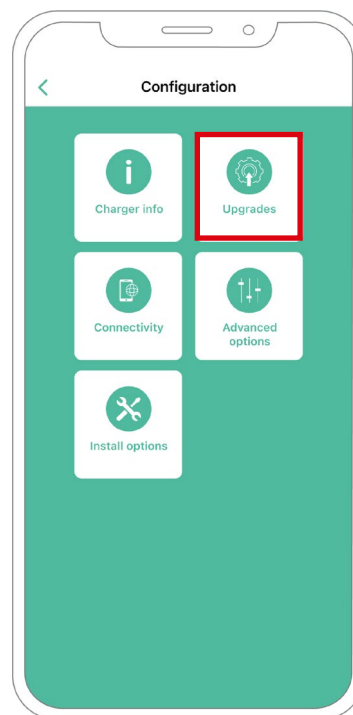 Configuration
Charger info
Upgrades
Connectivity
Advanced
options
Install options